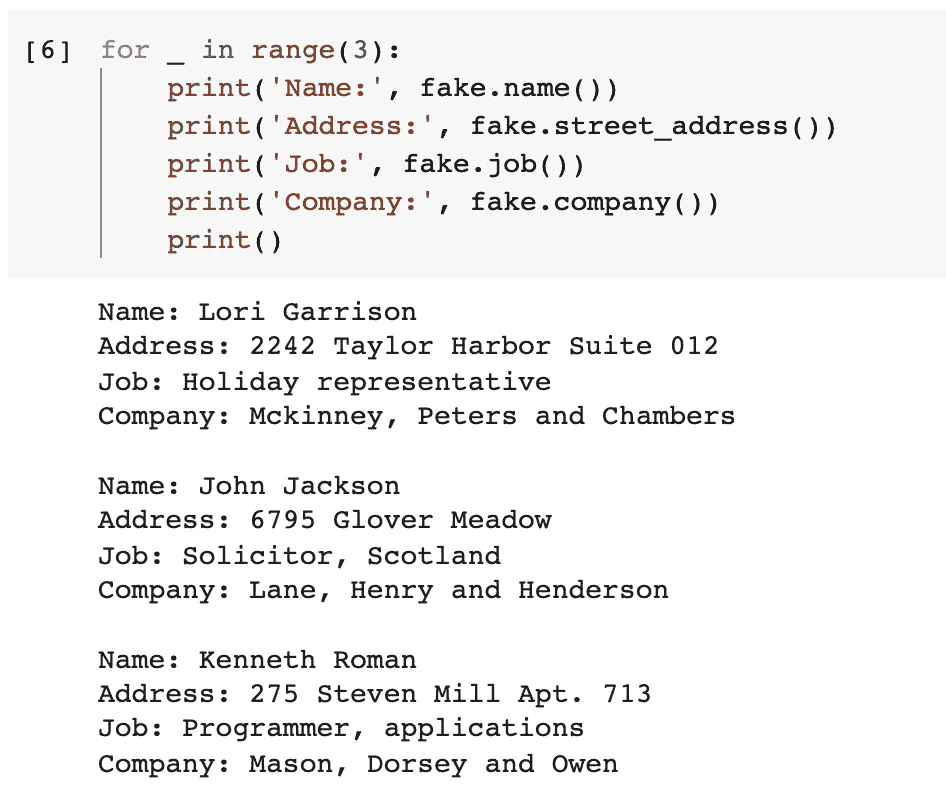 [6] for _ in range(3):
    print('Name:', fake.name())
    print('Address:', fake.street_address())
    print('Job:', fake.job())
    print('Company:', fake.company())
    print()
Name: Lori Garrison
Address: 2242 Taylor Harbor Suite 012
Job: Holiday representative
Company: Mckinney, Peters and Chambers
Name: John Jackson
Address: 6795 Glover Meadow
Job: Solicitor, Scotland
Company: Lane, Henry and Henderson
Name: Kenneth Roman
Address: 275 Steven Mill Apt. 713
Job: Programmer, applications
Company: Mason, Dorsey and Owen